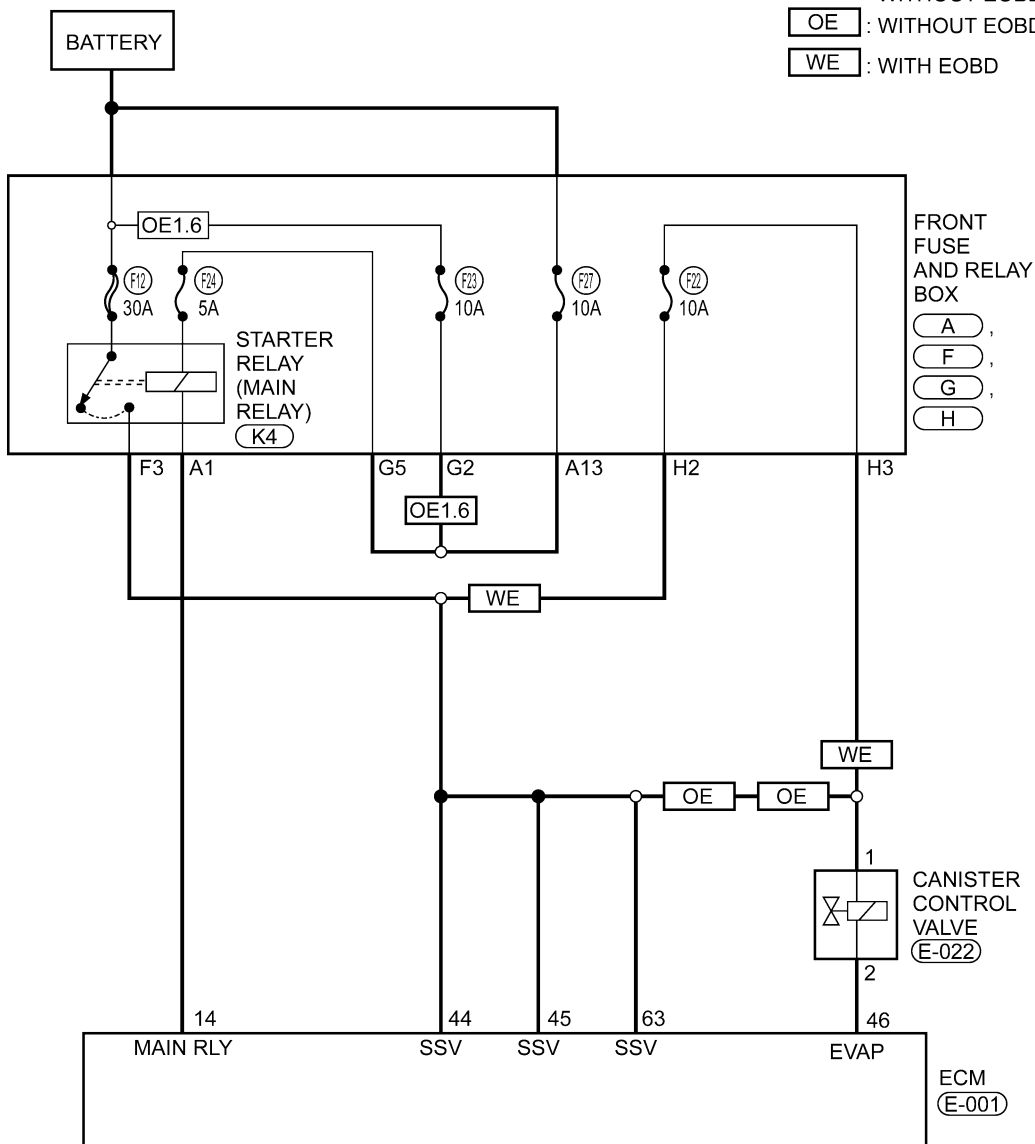 BATTERY
OE : WITHOUT
WE : WITH EOBD
OE1.6
F12
30A
F24
5A
F23
10A
F27
10A
F22
10A
FRONT
FUSE
AND RELAY
BOX
A ,
F ,
G ,
H
STARTER
RELAY
(MAIN
RELAY)
K4
F3
A1
G5
G2
A13
H2
H3
OE1.6
WE
WE
OE
OE
1
CANISTER
CONTROL
VALVE
E-022
2
14
44
45
63
46
MAIN RLY
SSV
SSV
SSV
EVAP
ECM
E-001